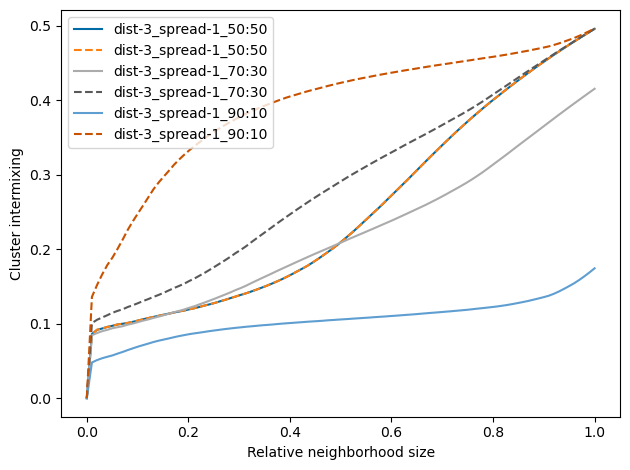 0.5
0.4
0.3
0.2
0.1
0.0
Cluster intermixing
dist-3_spread-1_50:50
dist-3_spread-1_50:50
dist-3_spread-1_70:30
dist-3_spread-1_70:30
dist-3_spread-1_90:10
dist-3_spread-1_90:10
0.0 0.2 0.4 0.6 0.8 1.0
Relative neighborhood size